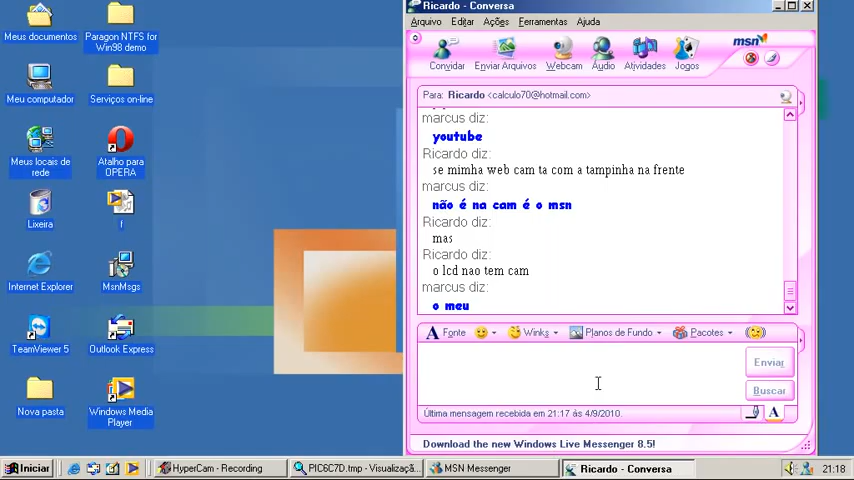 Meus documentos
Paragon NTFS for
Win98 demo
Meu computador
Serviços on-line
Meus locais de
rede
Atalho para
OPERA
Lixeira
f
Internet Explorer
MsnMsgs
TeamViewer 5
Outlook Express
Nova pasta
Windows Media
Player
Ricardo - Conversa
Arquivo Editar Ações Ferramentas Ajuda
msn
Convidar Enviar Arquivos Webcam Áudio Atividades Jogos
Para: Ricardo <calculo70@hotmail.com>
marcus diz:
youtube
Ricardo diz:
se mimha web cam ta com a tampinha na frente
marcus diz:
não é na cam é o msn
Ricardo diz:
mas
Ricardo diz:
o lcd nao tem cam
marcus diz:
o meu
A Fonte Winks Planos de Fundo Pacotes
Enviar
Buscar
Última mensagem recebida em 21:17 ás 4/9/2010.
A
Download the new Windows Live Messenger 8.5!
Iniciar HyperCam - Recording PIC6C7D.tmp - Visualizaçã... MSN Messenger Ricardo - Conversa 21:18